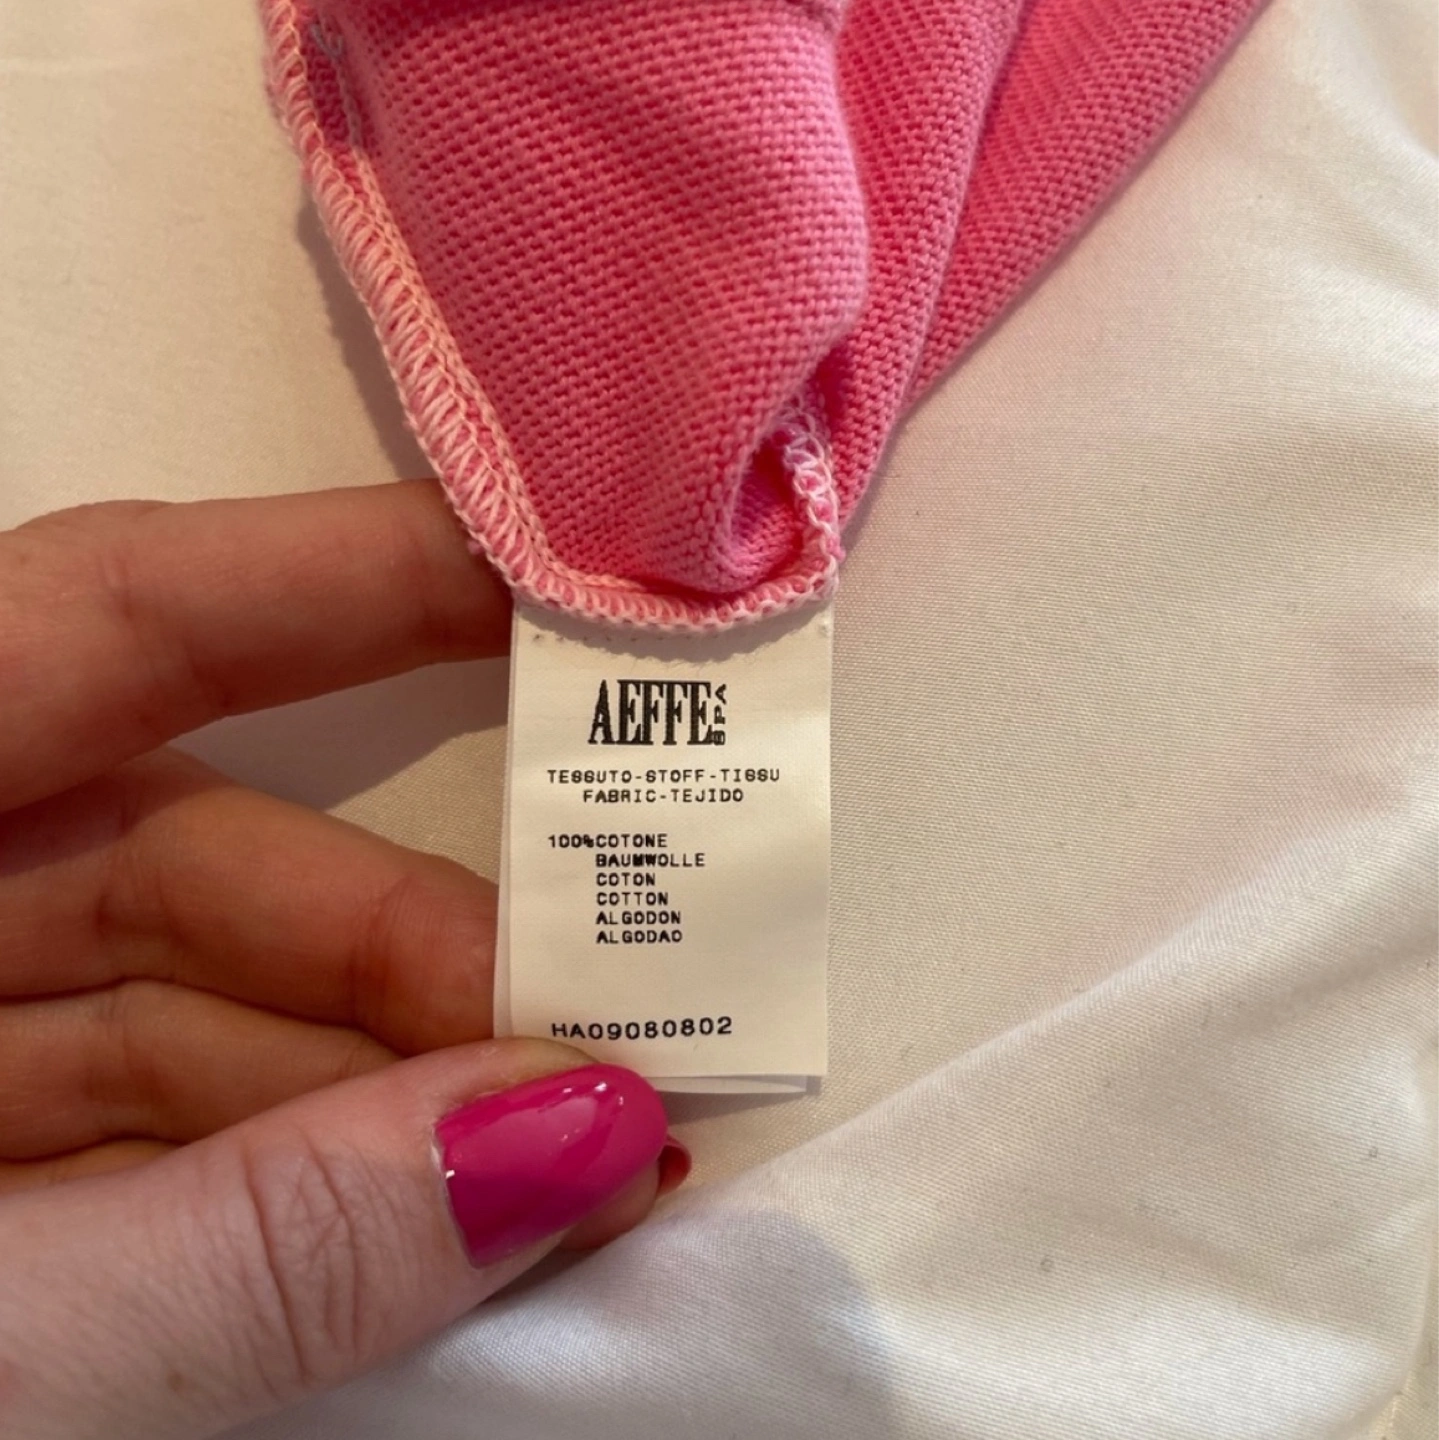 AEFFE SPA
TESSUTO-STOFF-TISSU
FABRIC-TEJIDO
100%COTONE
BAUMWOLLE
COTON
COTTON
ALGODON
ALGODAO
HA09080802